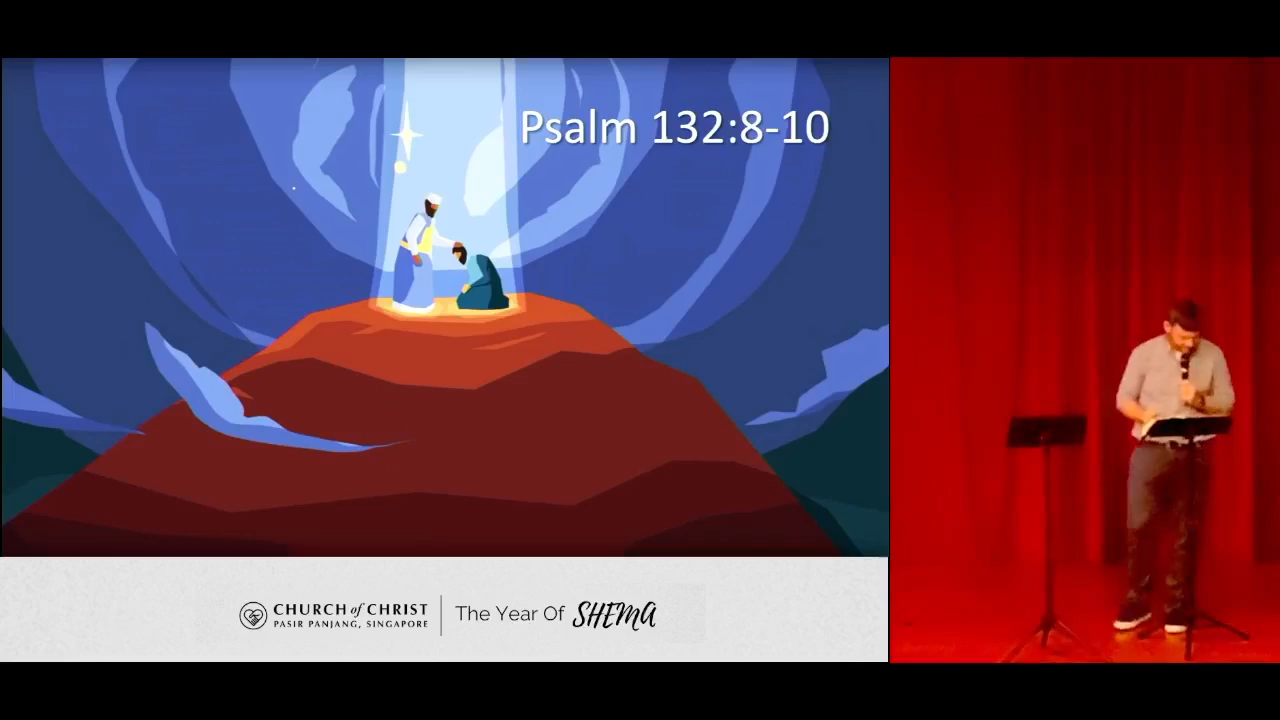 Psalm 132:8-10
CHURCH of CHRIST
PASIR PANJANG, SINGAPORE
The Year Of SHEMA